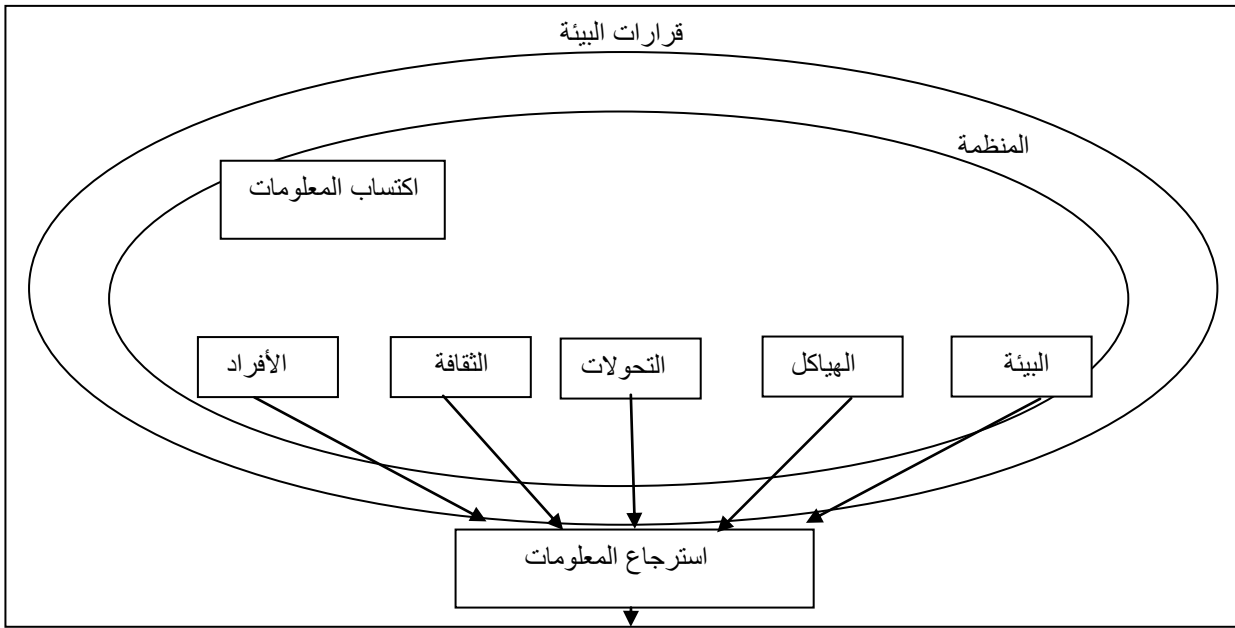 قرارات البيئة
المنظمة
اكتساب المعلومات
البيئة
الهياكل
التحولات
الثقافة
الأفراد
استرجاع المعلومات